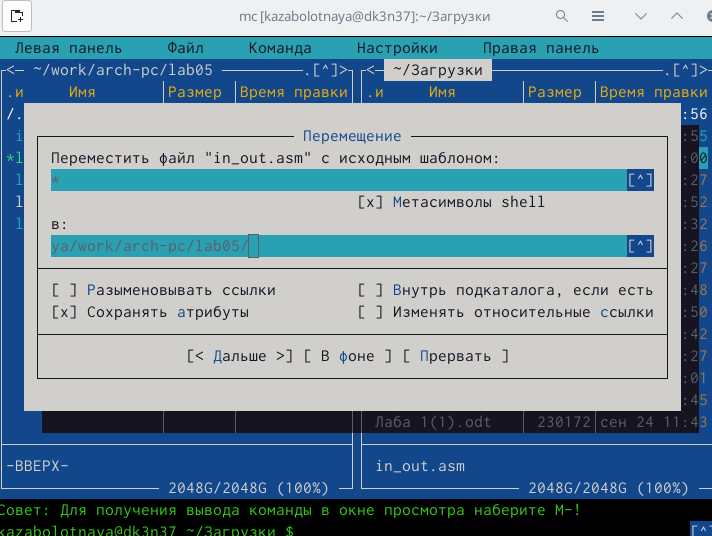 mc [kazabolotnaya@dk3n37]:~/Загрузки
Левая панель Файл Команда Настройки Правая панель
<— ~/work/arch-pc/lab05 .[^]> <— ~/Загрузки .[^]>
.и Имя Размер Время правки .и Имя Размер Время правки
/. :56
i :55
Перемещение
Переместить файл "in_out.asm" с исходным шаблоном:
*l :00
* [^]
l :27
[x] Метасимволы shell
l :52
в:
l :32
ya/work/arch-pc/lab05/ [^]
:26
:27
[ ] Разыменовывать ссылки [ ] Внутрь подкаталога, если есть
:48
[x] Сохранять атрибуты [ ] Изменять относительные ссылки
:50
:42
[< Дальше >] [ В фоне ] [ Прервать ]
:27
:01
:45
Лаба 1(1).odt 230172 сен 24 11:43
-ВВЕРХ- in_out.asm
2048G/2048G (100%) 2048G/2048G (100%)
Совет: Для получения вывода команды в окне просмотра наберите M-!
kazabolotnaya@dk3n37 ~/Загрузки $ [^]